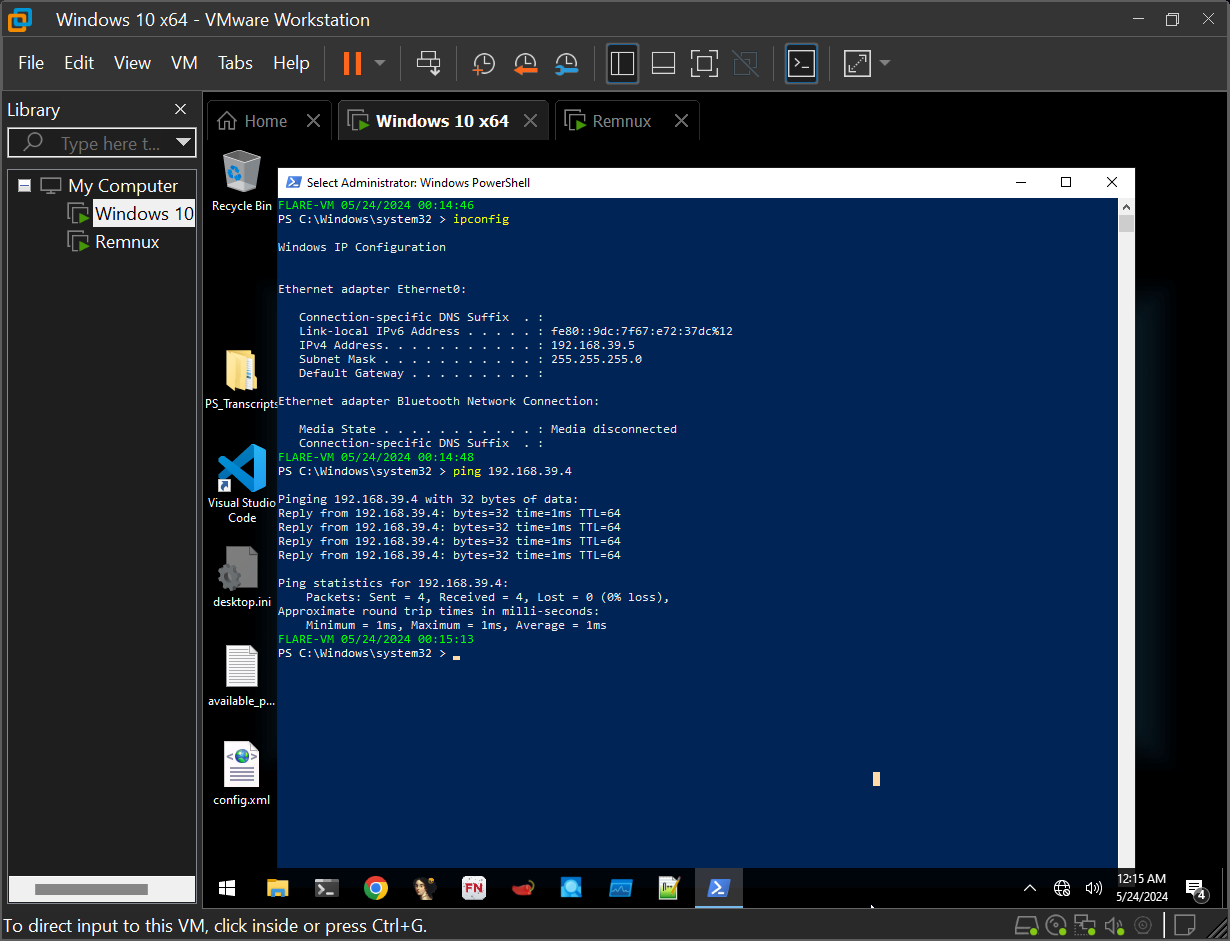 Windows 10 x64 - VMware Workstation
File Edit View VM Tabs Help
Library
Type here t...
My Computer
Windows 10
Remnux
Home
Windows 10 x64
Remnux
Recycle Bin
PS_Transcripts
Visual Studio
Code
desktop.ini
available_p...
config.xml
Select Administrator: Windows PowerShell
FLARE-VM 05/24/2024 00:14:46
PS C:\Windows\system32 > ipconfig
Windows IP Configuration
Ethernet adapter Ethernet0:
Connection-specific DNS Suffix  . :
Link-local IPv6 Address . . . . . : fe80::9dc:7f67:e72:37dc%12
IPv4 Address. . . . . . . . . . . : 192.168.39.5
Subnet Mask . . . . . . . . . . . : 255.255.255.0
Default Gateway . . . . . . . . . :
Ethernet adapter Bluetooth Network Connection:
Media State . . . . . . . . . . . : Media disconnected
Connection-specific DNS Suffix  . :
FLARE-VM 05/24/2024 00:14:48
PS C:\Windows\system32 > ping 192.168.39.4
Pinging 192.168.39.4 with 32 bytes of data:
Reply from 192.168.39.4: bytes=32 time=1ms TTL=64
Reply from 192.168.39.4: bytes=32 time=1ms TTL=64
Reply from 192.168.39.4: bytes=32 time=1ms TTL=64
Reply from 192.168.39.4: bytes=32 time=1ms TTL=64
Ping statistics for 192.168.39.4:
Packets: Sent = 4, Received = 4, Lost = 0 (0% loss),
Approximate round trip times in milli-seconds:
Minimum = 1ms, Maximum = 1ms, Average = 1ms
FLARE-VM 05/24/2024 00:15:13
PS C:\Windows\system32 >
FN
12:15 AM
5/24/2024
4
To direct input to this VM, click inside or press Ctrl+G.